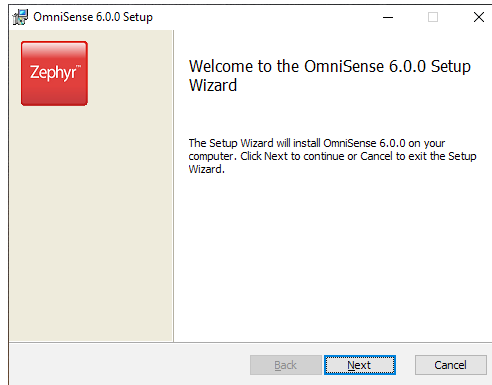 OmniSense 6.0.0 Setup
Zephyr™
Welcome to the OmniSense 6.0.0 Setup
Wizard
The Setup Wizard will install OmniSense 6.0.0 on your
computer. Click Next to continue or Cancel to exit the Setup
Wizard.
Back
Next
Cancel